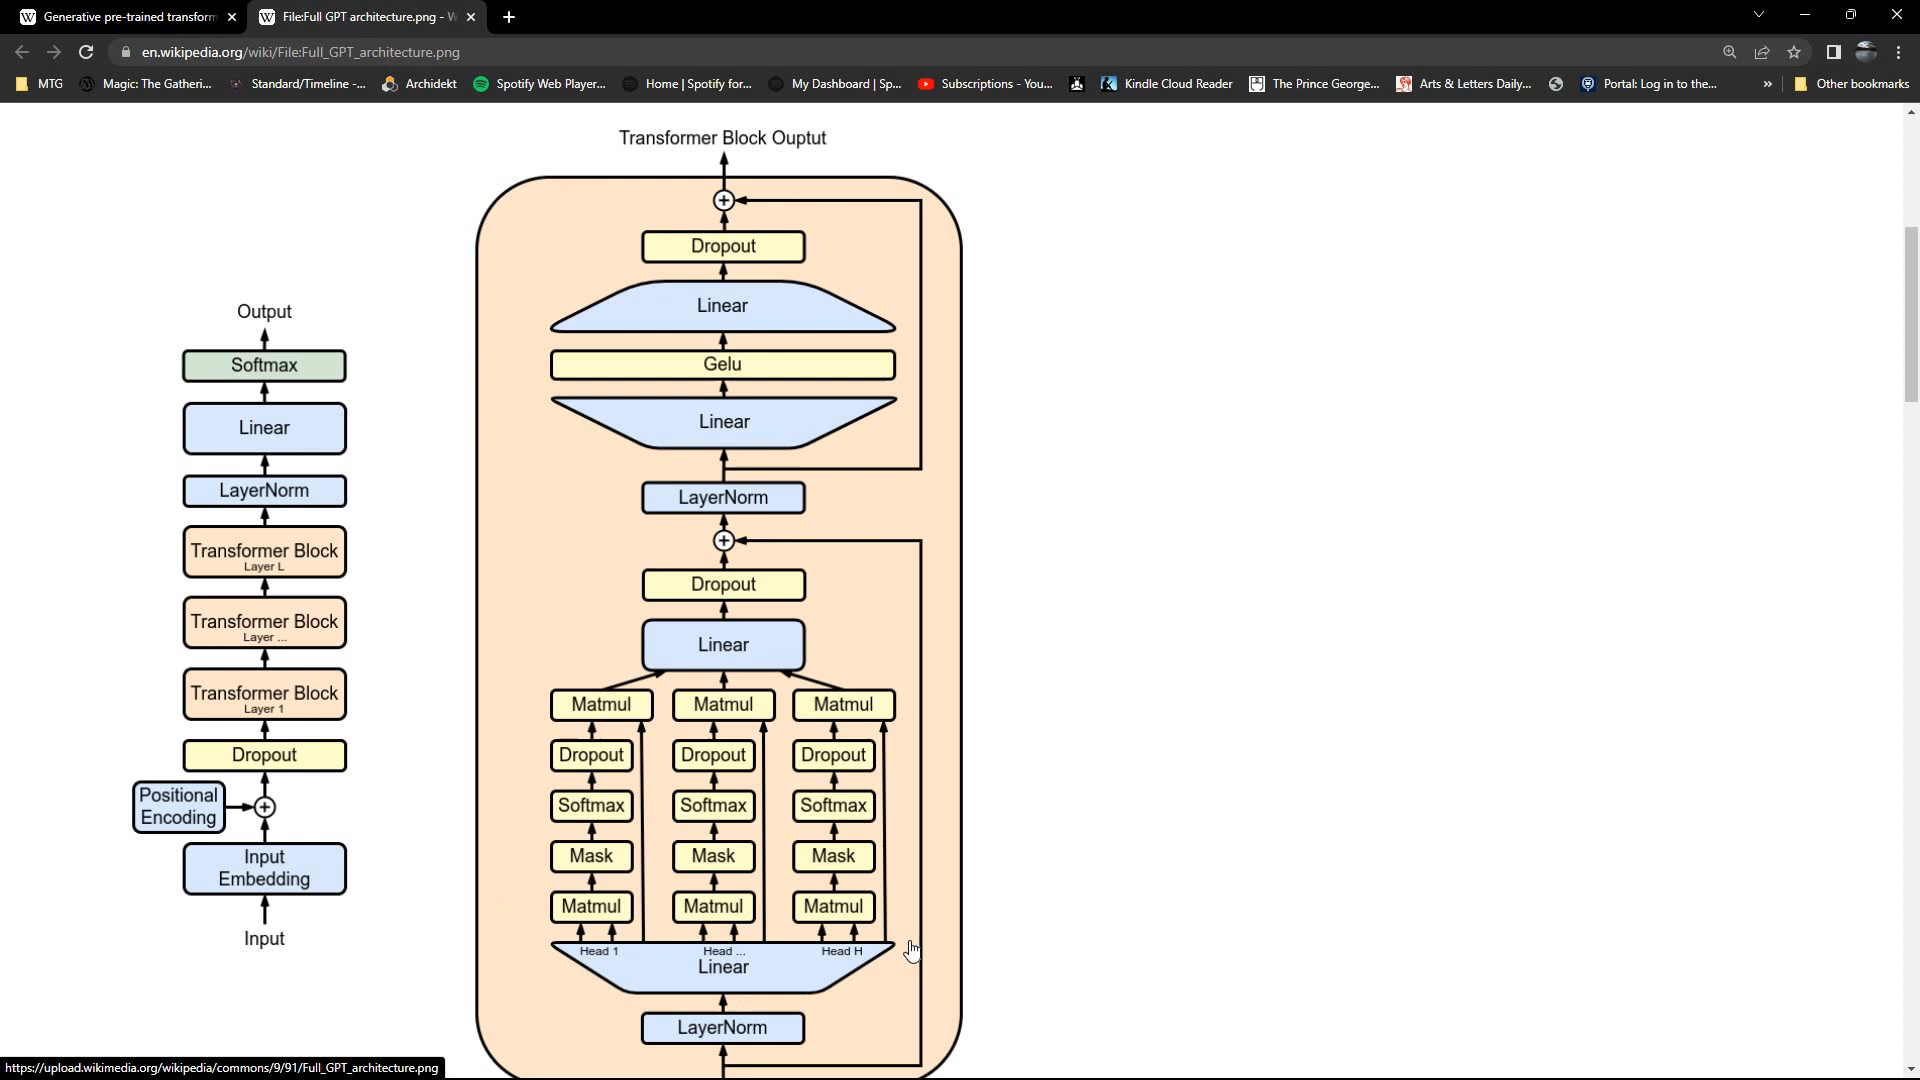 Generative pre-trained transform
File:Full GPT architecture.png - W
en.wikipedia.org/wiki/File:Full_GPT_architecture.png
MTG
Magic: The Gatheri...
Standard/Timeline -...
Archidekt
Spotify Web Player...
Home | Spotify for...
My Dashboard | Sp...
Subscriptions - You...
Kindle Cloud Reader
The Prince George...
Arts & Letters Daily...
Portal: Log in to the...
»
Other bookmarks
Output
Softmax
Linear
LayerNorm
Transformer Block
Layer L
Transformer Block
Layer ...
Transformer Block
Layer 1
Dropout
Positional
Encoding
+
Input
Embedding
Input
Transformer Block Ouptut
+
Dropout
Linear
Gelu
Linear
LayerNorm
+
Dropout
Linear
Matmul Matmul Matmul
Dropout Dropout Dropout
Softmax Softmax Softmax
Mask Mask Mask
Matmul Matmul Matmul
Head 1 Head ... Head H
Linear
LayerNorm
https://upload.wikimedia.org/wikipedia/commons/9/91/Full_GPT_architecture.png